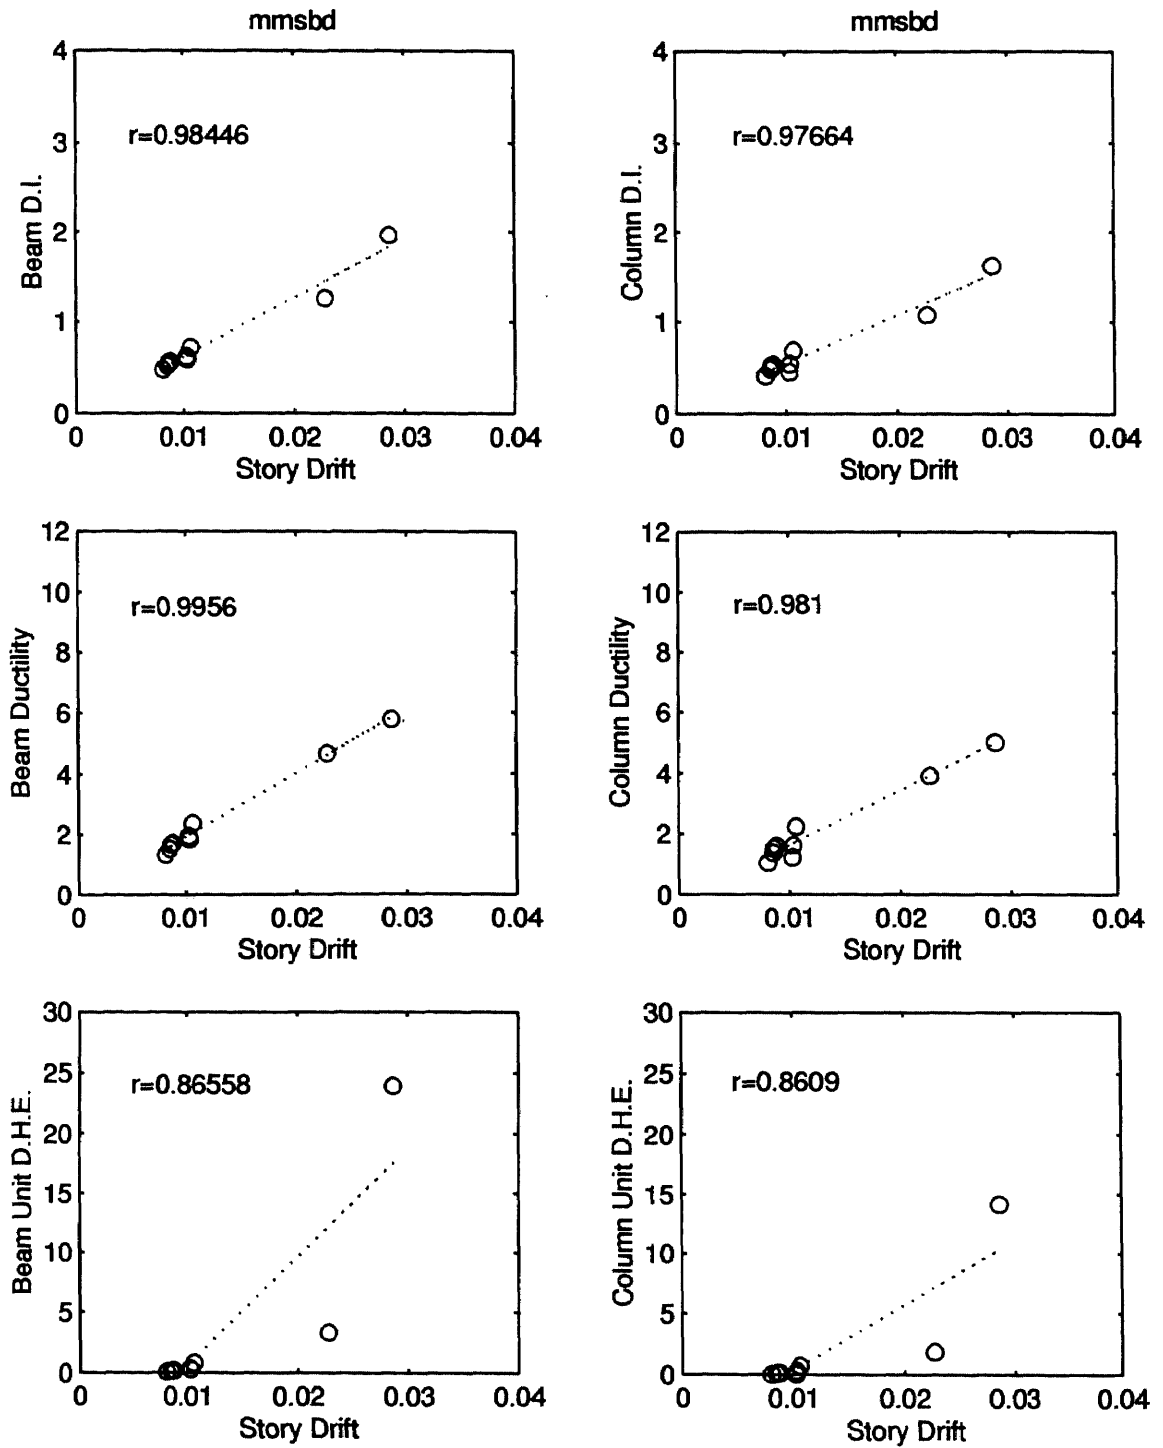 mmsbd
4
3
2
1
0
r=0.98446
Beam D.I.
0 0.01 0.02 0.03 0.04
Story Drift
mmsbd
4
3
2
1
0
r=0.97664
Column D.I.
0 0.01 0.02 0.03 0.04
Story Drift
12
10
8
6
4
2
0
r=0.9956
Beam Ductility
0 0.01 0.02 0.03 0.04
Story Drift
12
10
8
6
4
2
0
r=0.981
Column Ductility
0 0.01 0.02 0.03 0.04
Story Drift
30
25
20
15
10
5
0
r=0.86558
Beam Unit D.H.E.
0 0.01 0.02 0.03 0.04
Story Drift
30
25
20
15
10
5
0
r=0.8609
Column Unit D.H.E.
0 0.01 0.02 0.03 0.04
Story Drift